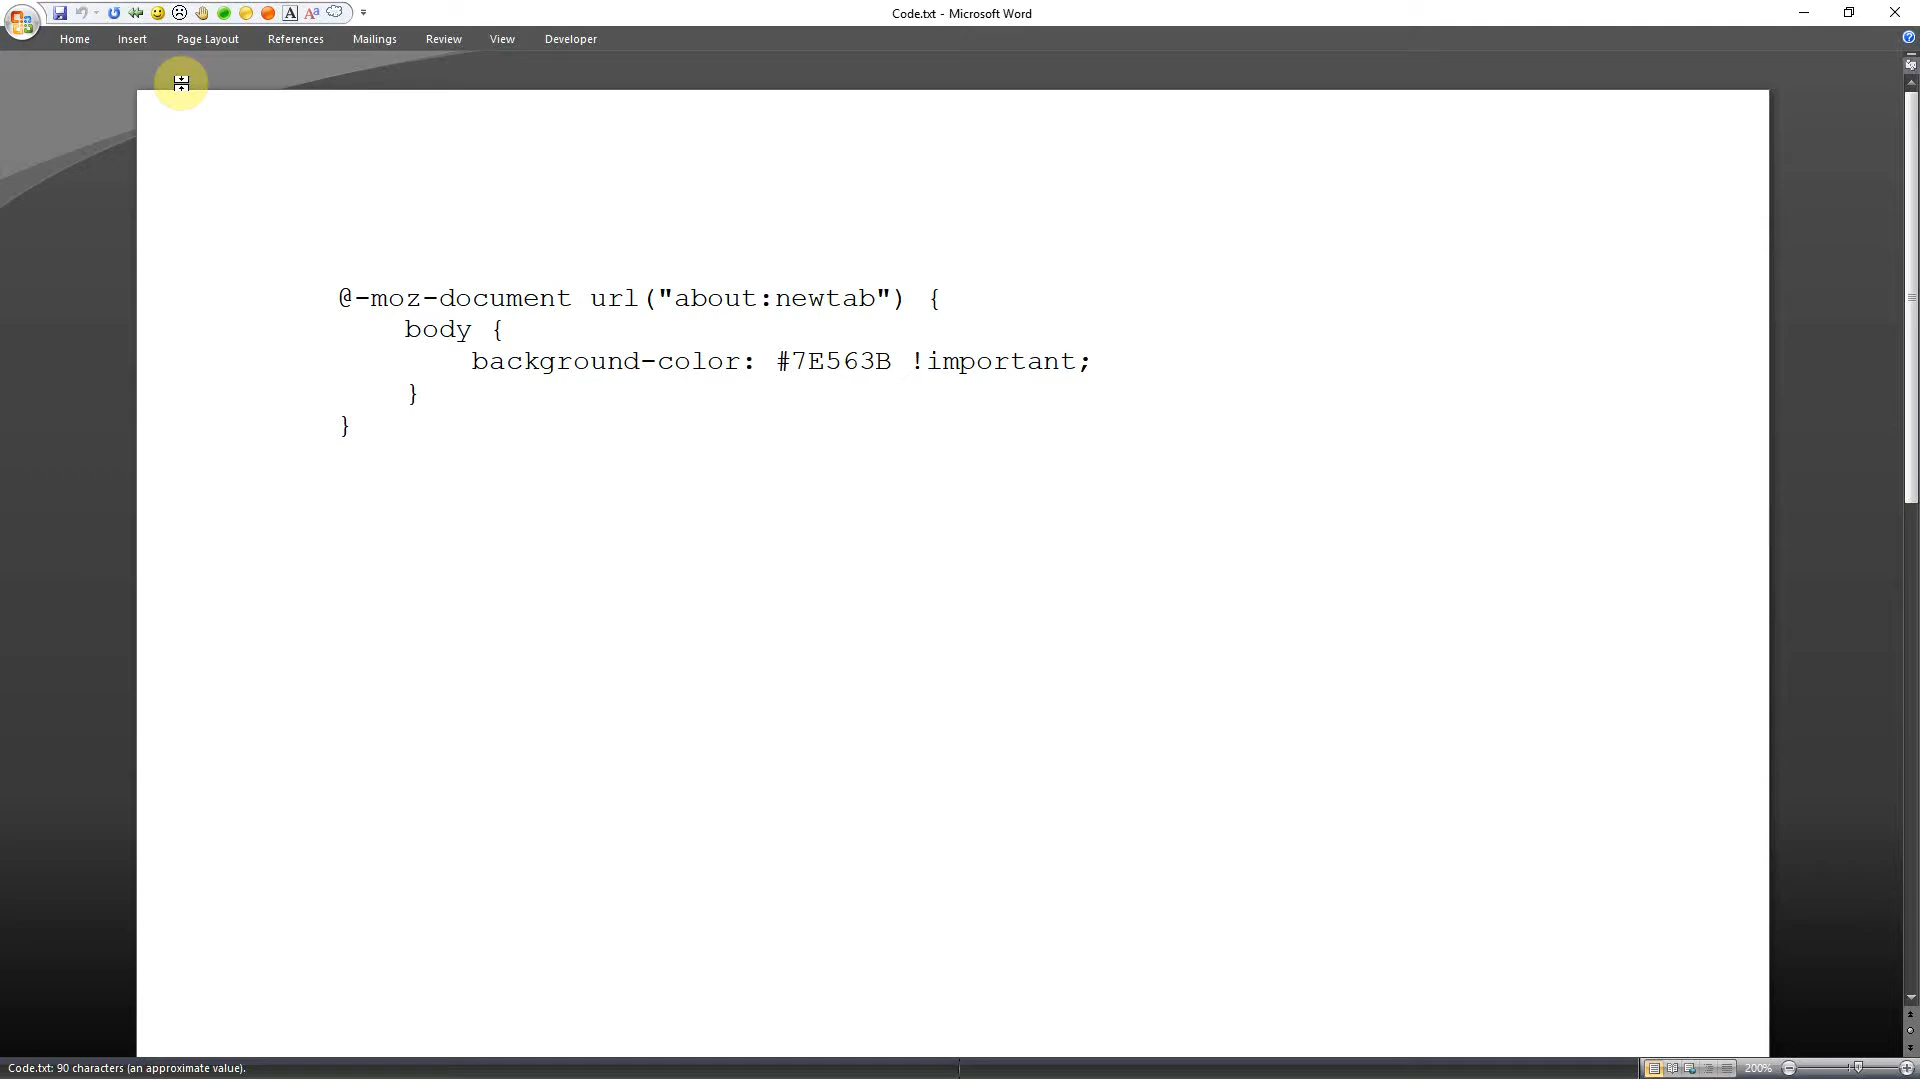 Code.txt - Microsoft Word
Home Insert Page Layout References Mailings Review View Developer
@-moz-document url("about:newtab") {
    body {
        background-color: #7E563B !important;
    }
}
Code.txt: 90 characters (an approximate value).
200%